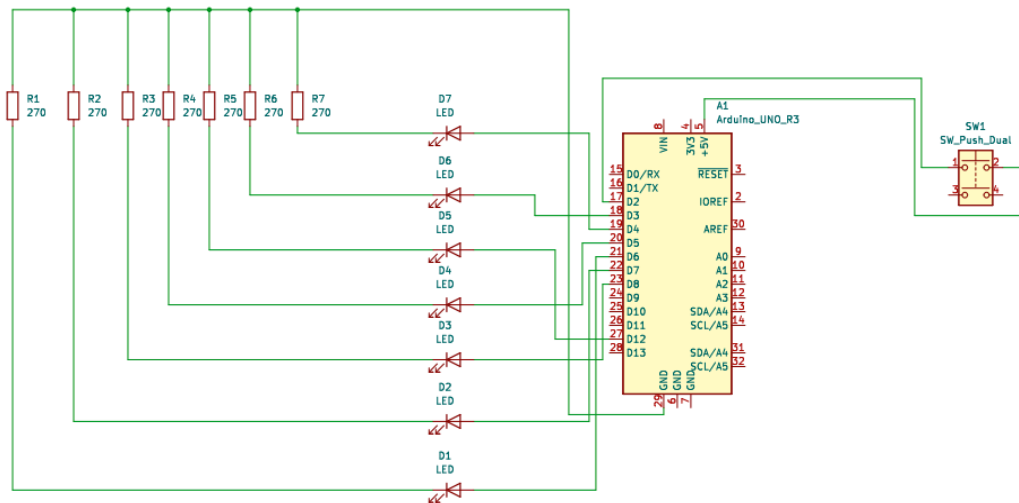 R1
270
R2
270
R3
270
R4
270
R5
270
R6
270
R7
270
D7
LED
D6
LED
D5
LED
D4
LED
D3
LED
D2
LED
D1
LED
A1
Arduino_UNO_R3
8
4
5
VIN
3V3
+5V
15 D0/RX
16 D1/TX
17 D2
18 D3
19 D4
20 D5
21 D6
22 D7
23 D8
24 D9
25 D10
26 D11
27 D12
28 D13
RESET 3
IOREF 2
AREF 30
A0 9
A1 10
A2 11
A3 12
SDA/A4 13
SCL/A5 14
SDA/A4 31
SCL/A5 32
GND
GND
GND
29
6
7
SW1
SW_Push_Dual
1
2
3
4